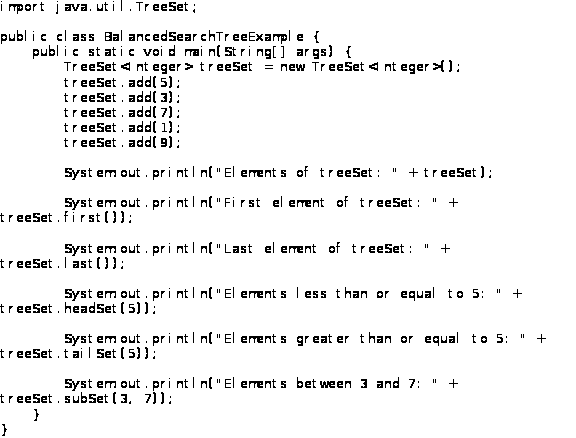 import java.util.TreeSet;
public class BalancedSearchTreeExample {
public static void main(String[] args) {
TreeSet<Integer> treeSet = new TreeSet<Integer>();
treeSet.add(5);
treeSet.add(3);
treeSet.add(7);
treeSet.add(1);
treeSet.add(9);
System.out.println("Elements of treeSet: " + treeSet);
System.out.println("First element of treeSet: " +
treeSet.first());
System.out.println("Last element of treeSet: " +
treeSet.last());
System.out.println("Elements less than or equal to 5: " +
treeSet.headSet(5));
System.out.println("Elements greater than or equal to 5: " +
treeSet.tailSet(5));
System.out.println("Elements between 3 and 7: " +
treeSet.subSet(3, 7));
}
}